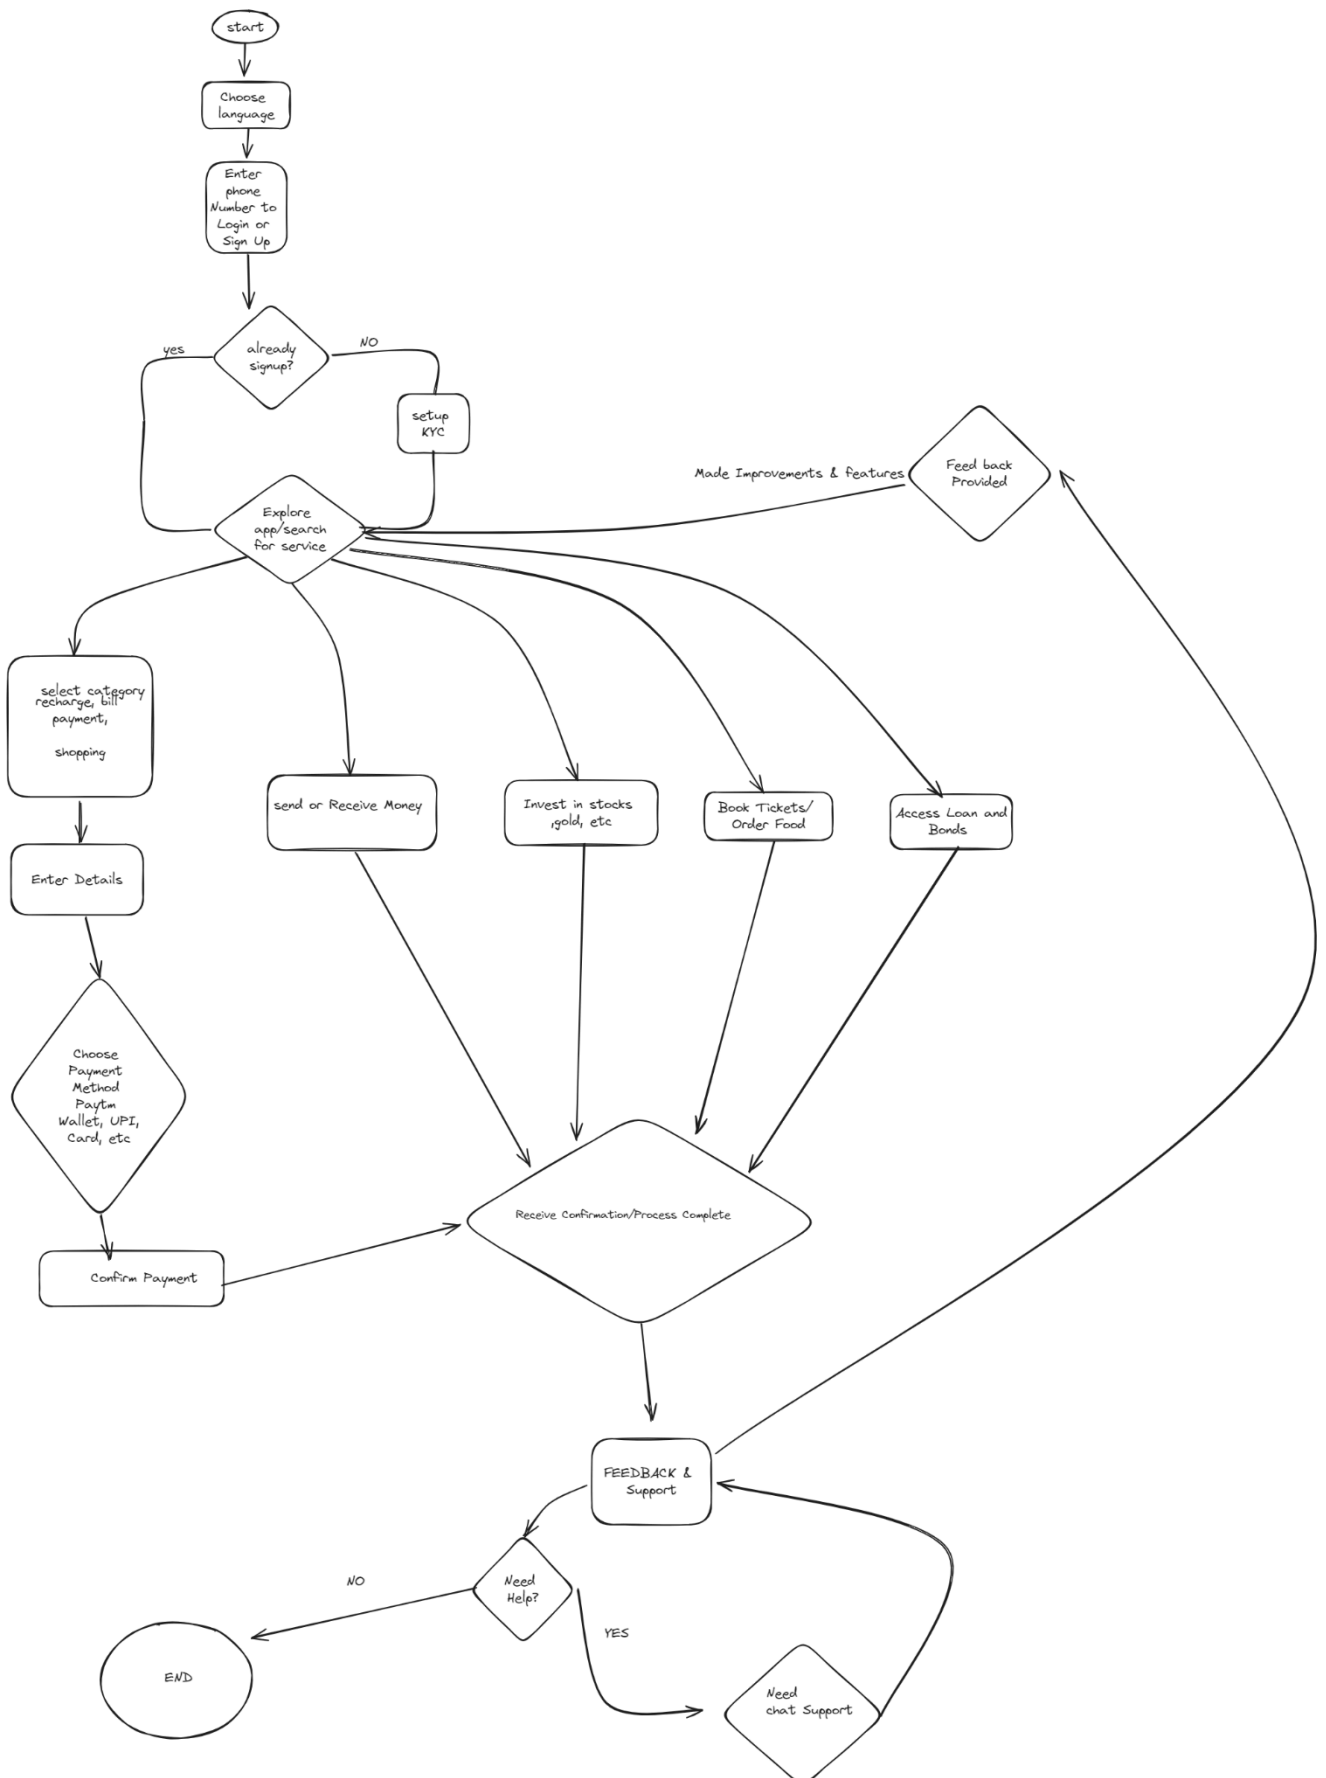 start
Choose
language
Enter
phone
Number to
Login or
Sign Up
already
signup?
yes
NO
setup
KYC
Explore
app/search
for service
Made Improvements & features
Feed back
Provided
select category
recharge, bill
payment,
shopping
send or Receive Money
Invest in stocks
,gold, etc
Book Tickets/
Order Food
Access Loan and
Bonds
Enter Details
Choose
Payment
Method
Paytm
Wallet, UPI,
Card, etc
Confirm Payment
Receive Confirmation/Process Complete
FEEDBACK &
Support
Need
Help?
NO
YES
END
Need
chat Support